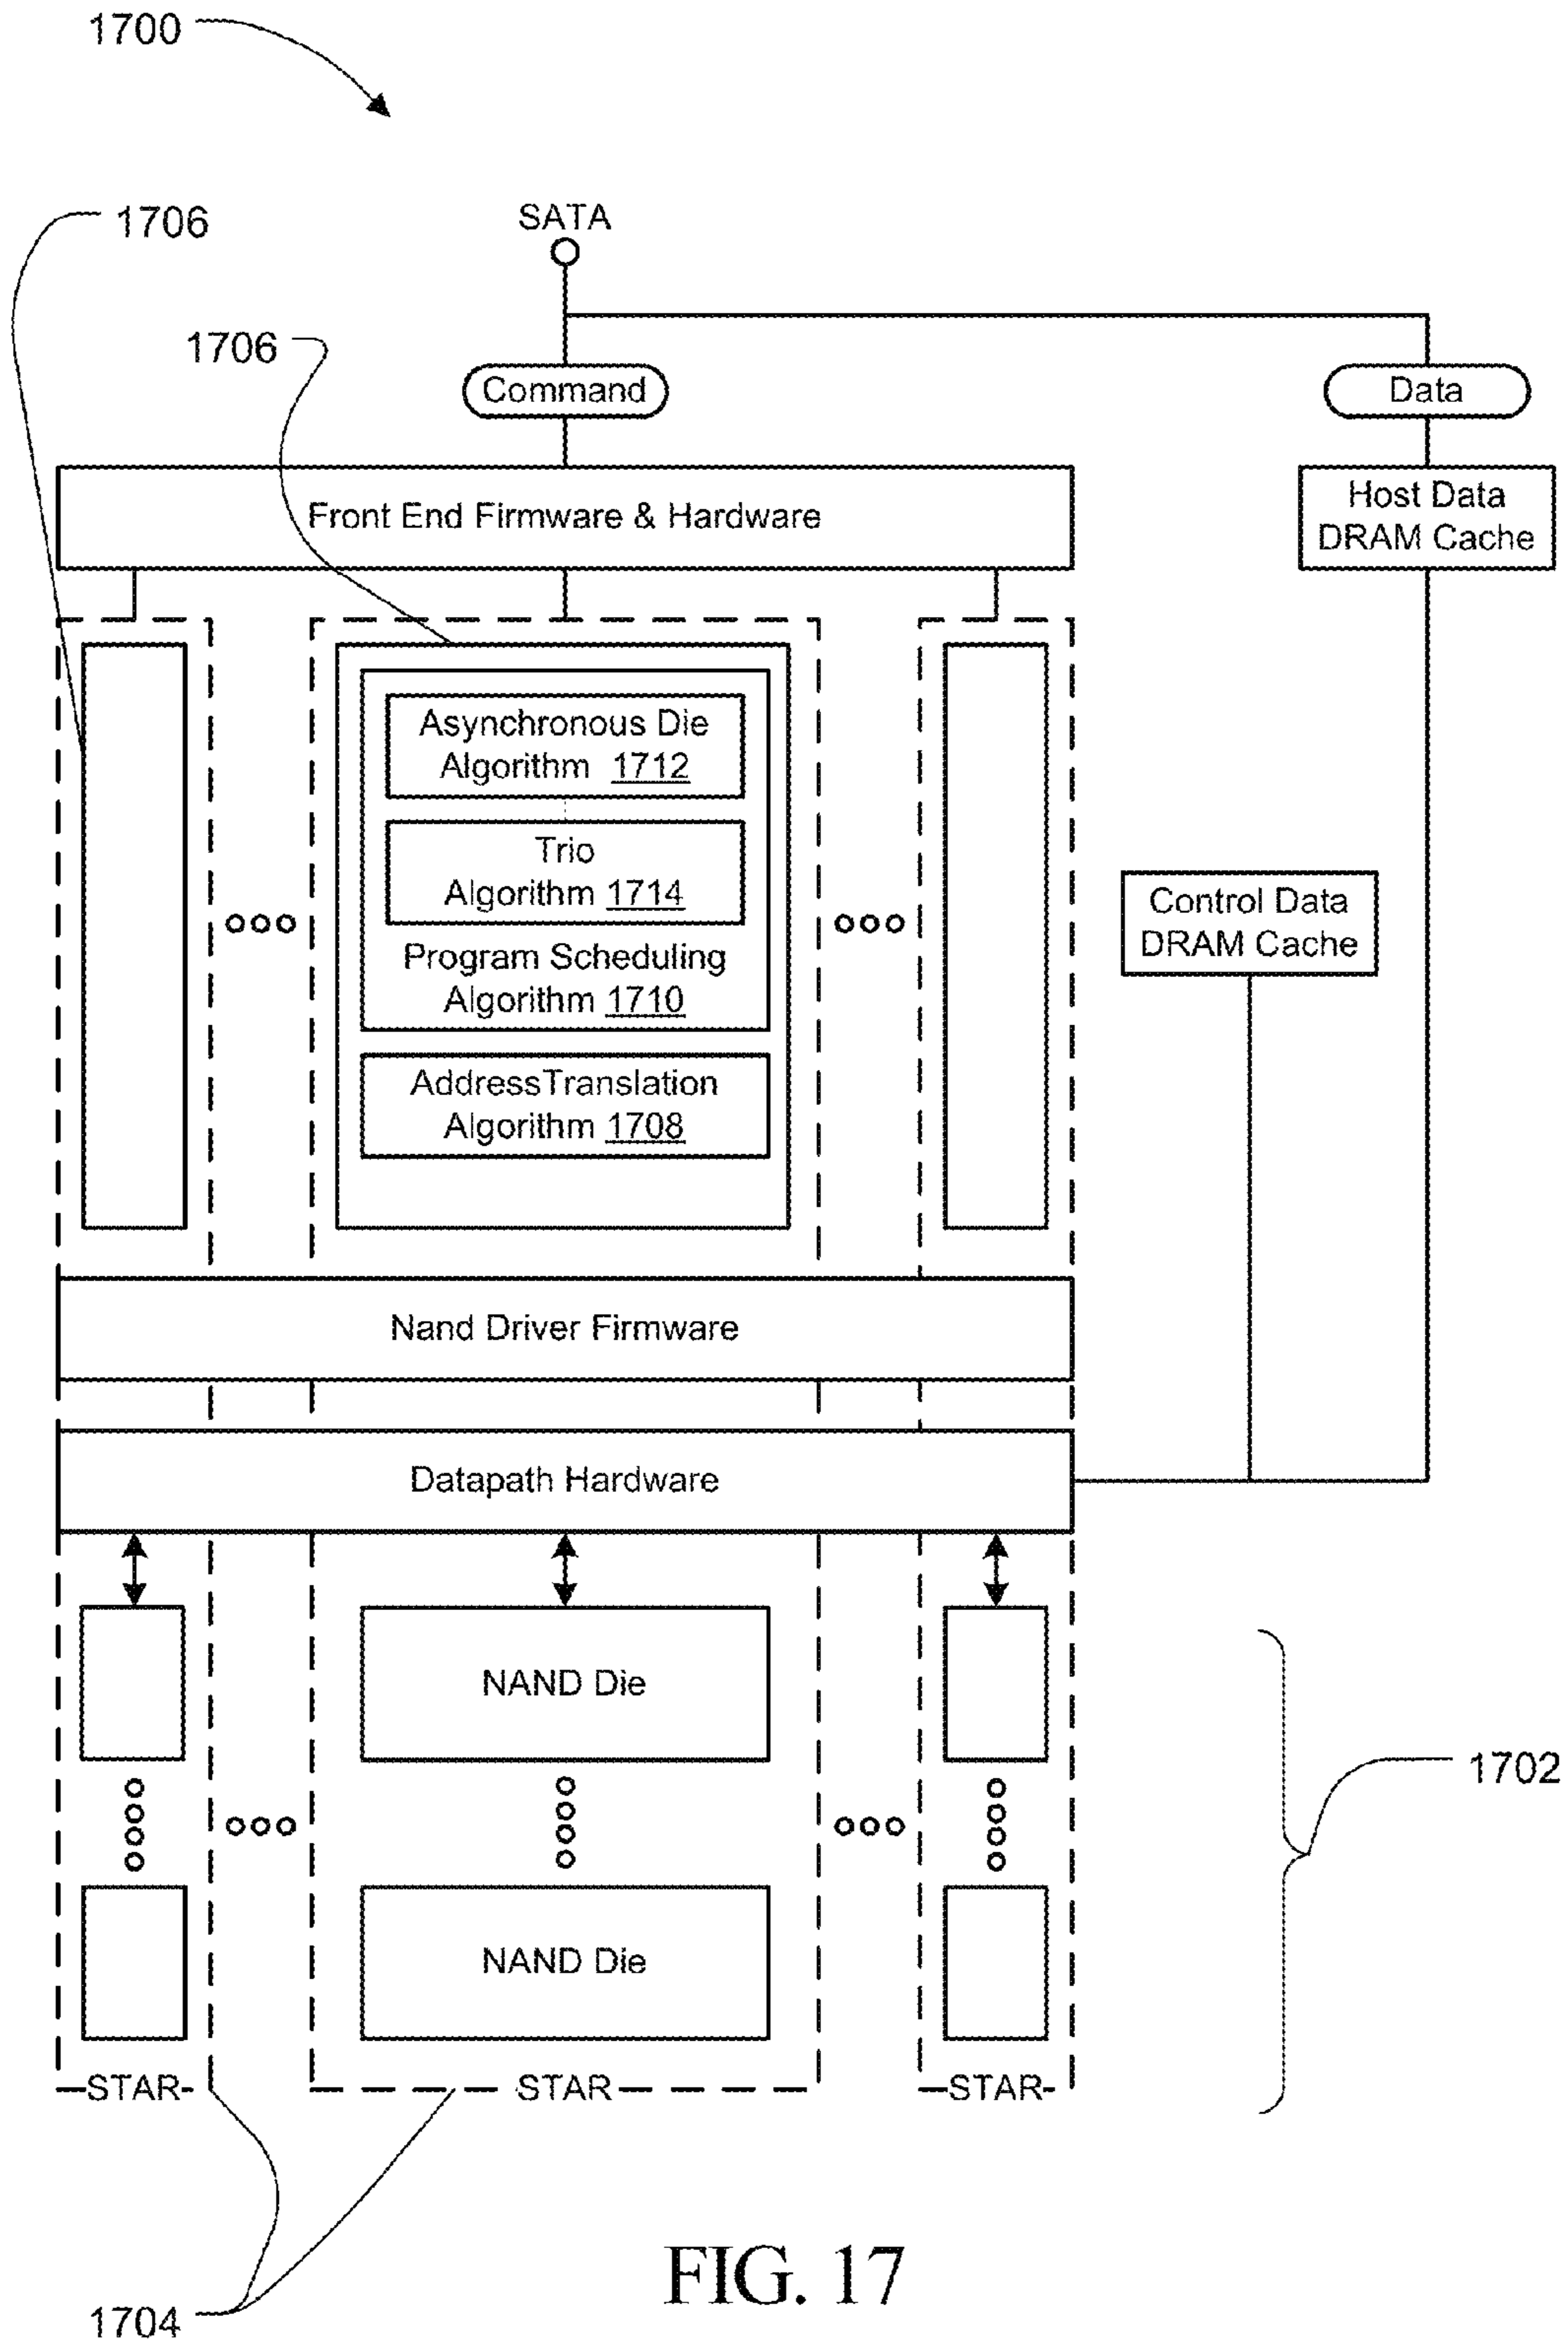 1700
1706
SATA
1706
Command
Data
Front End Firmware & Hardware
Host Data
DRAM Cache
Asynchronous Die
Algorithm 1712
Trio
Algorithm 1714
Program Scheduling
Algorithm 1710
Control Data
DRAM Cache
AddressTranslation
Algorithm 1708
Nand Driver Firmware
Datapath Hardware
NAND Die
1702
NAND Die
STAR
STAR
STAR
1704
FIG. 17